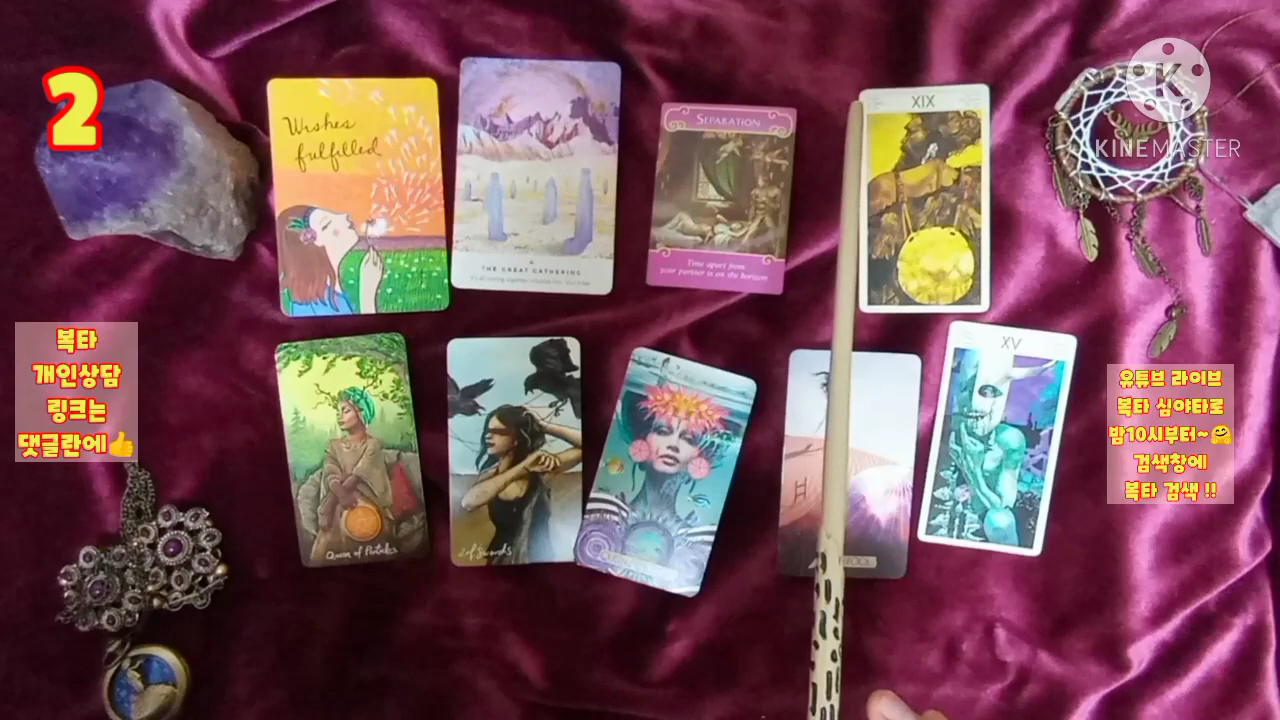 2
Wishes
fulfilled
THE GREAT GATHERING
SEPARATION
Time apart from
your partner is on the horizon
XIX
KINEMASTER
복타
개인상담
링크는
댓글란에👍
Queen of Pentacles
2 of Swords
XV
유튜브 라이브
복타 심야타로
밤10시부터~🤗
검색창에
복타 검색 !!